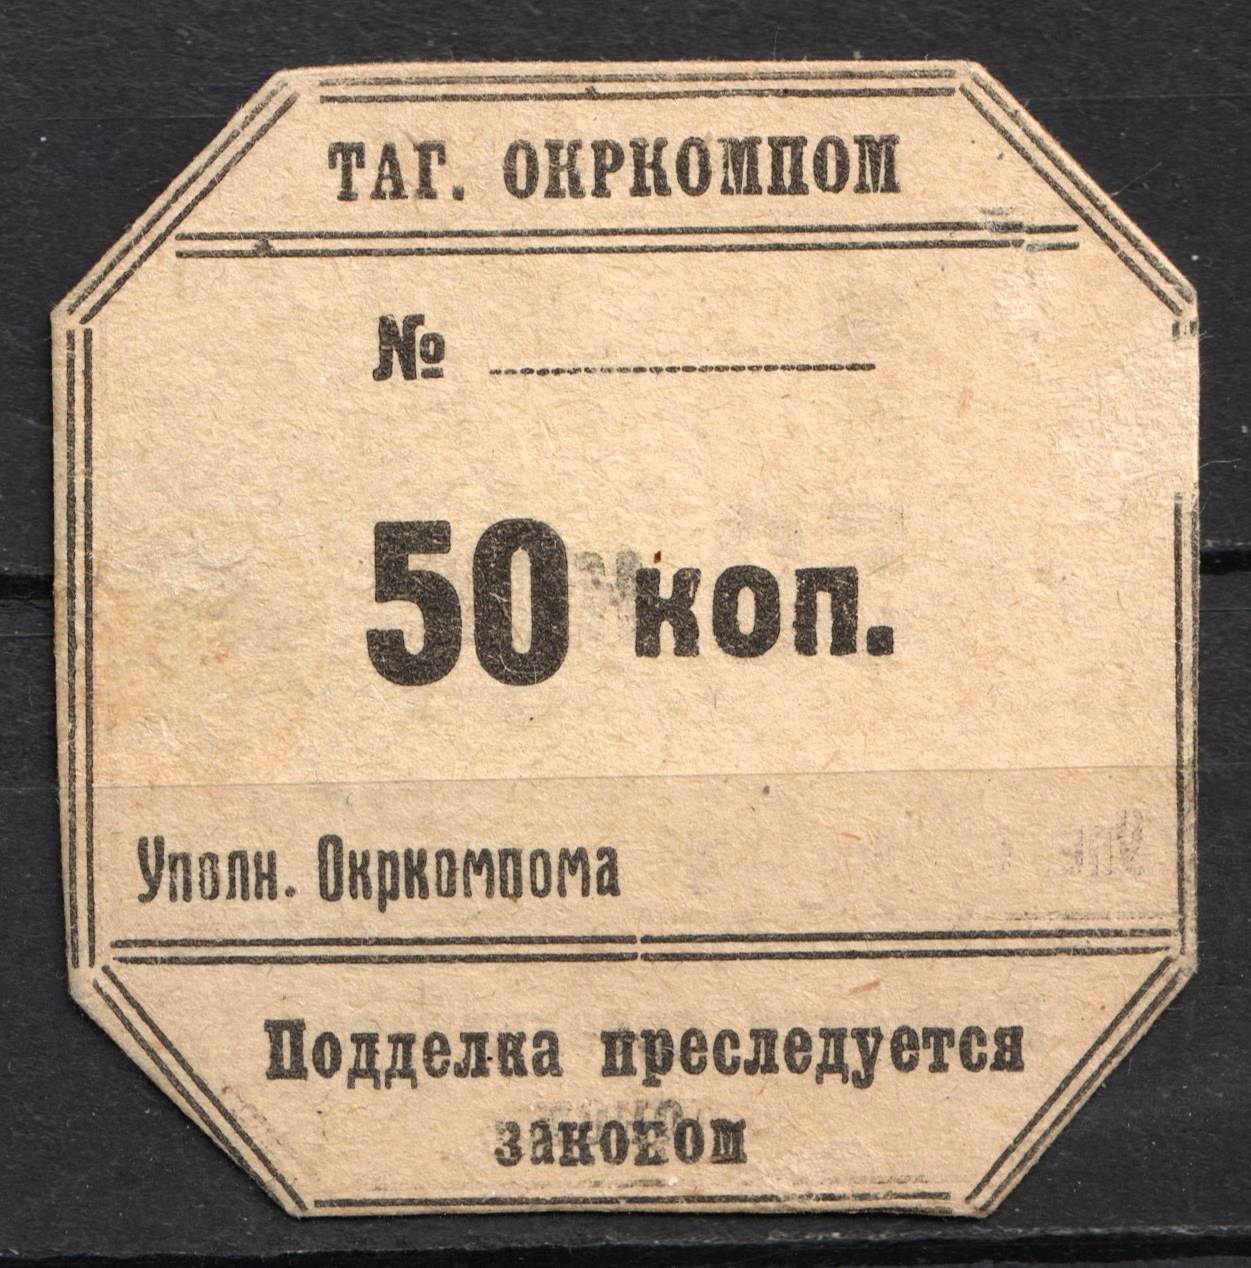 ТАГ. ОКРКОМПОМ
№
50 коп.
Уполн. Окркомпома
Подделка преследуется
законом